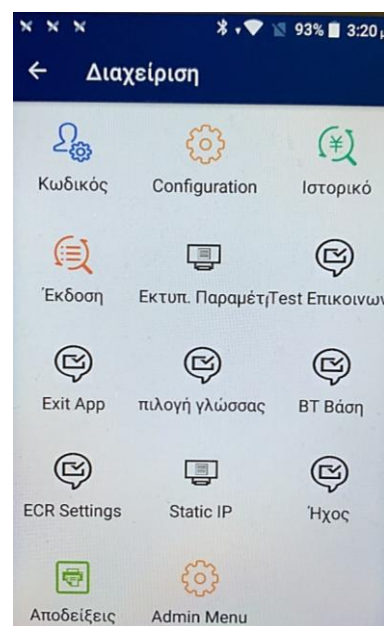 93% 3:20 μ
← Διαχείριση
Κωδικός Configuration Ιστορικό
Έκδοση Εκτυπ. Παραμέτρ Test Επικοινων
Exit App πιλογή γλώσσας BT Βάση
ECR Settings Static IP Ήχος
Αποδείξεις Admin Menu